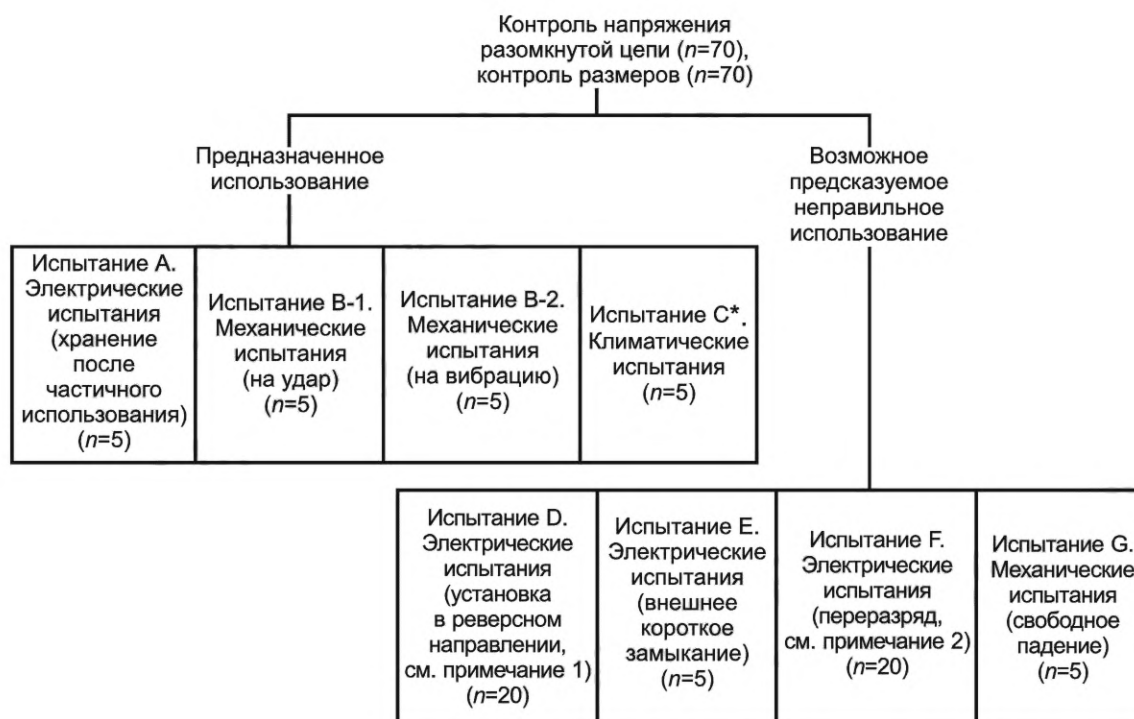 Контроль напряжения
разомкнутой цепи (n=70),
контроль размеров (n=70)
Предназначенное
использование
Возможное
предсказуемое
неправильное
использование
Испытание A.
Электрические
испытания
(хранение
после
частичного
использования)
(n=5)
Испытание B-1.
Механические
испытания
(на удар)
(n=5)
Испытание B-2.
Механические
испытания
(на вибрацию)
(n=5)
Испытание C*.
Климатические
испытания
(n=5)
Испытание D.
Электрические
испытания
(установка
в реверсном
направлении,
см. примечание 1)
(n=20)
Испытание E.
Электрические
испытания
(внешнее
короткое
замыкание)
(n=5)
Испытание F.
Электрические
испытания
(переразряд,
см. примечание 2)
(n=20)
Испытание G.
Механические
испытания
(свободное
падение)
(n=5)